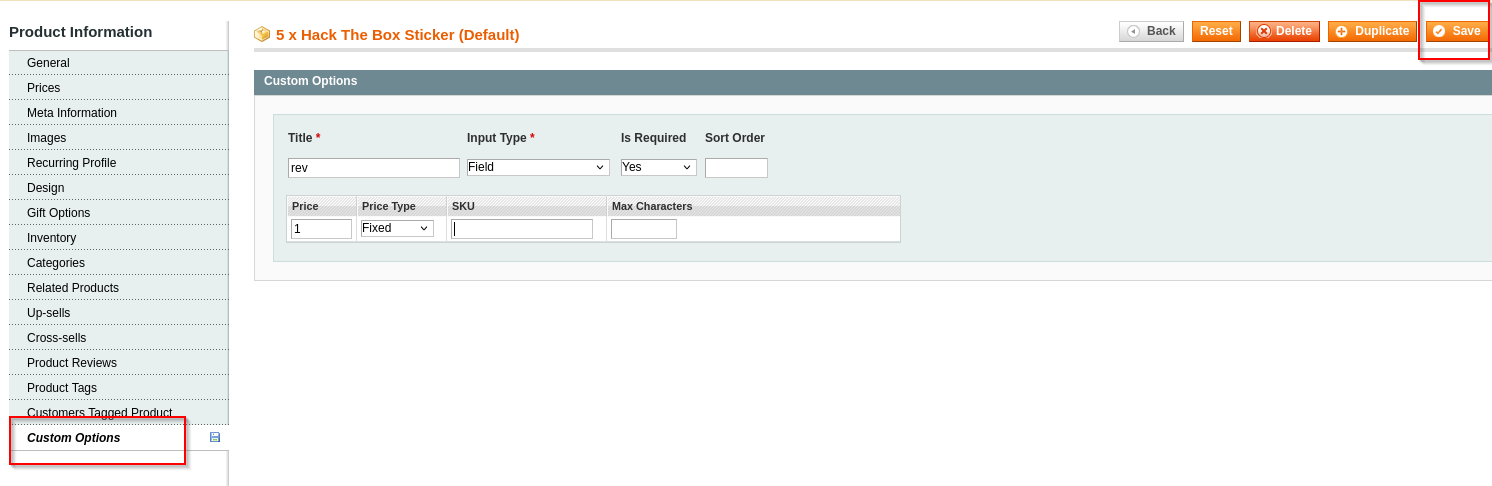 Product Information
General
Prices
Meta Information
Images
Recurring Profile
Design
Gift Options
Inventory
Categories
Related Products
Up-sells
Cross-sells
Product Reviews
Product Tags
Customers Tagged Product
Custom Options
5 x Hack The Box Sticker (Default)
Back Reset Delete Duplicate Save
Custom Options
Title * Input Type * Is Required Sort Order
rev Field Yes
Price Price Type SKU Max Characters
1 Fixed